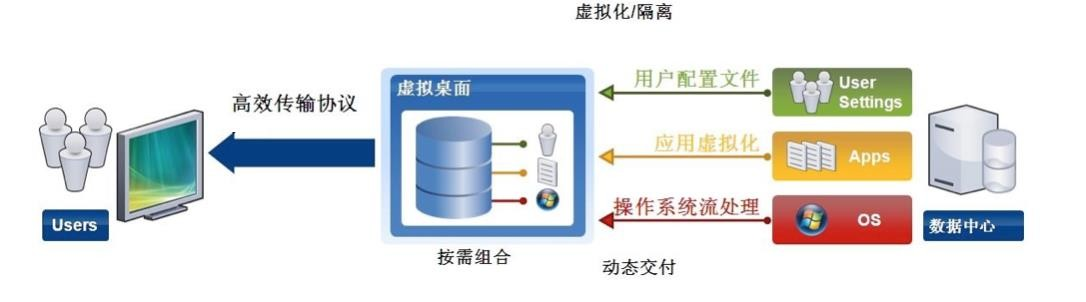 虚拟化/隔离
高效传输协议
Users
虚拟桌面
按需组合
用户配置文件
应用虚拟化
操作系统流处理
动态交付
User
Settings
Apps
OS
数据中心